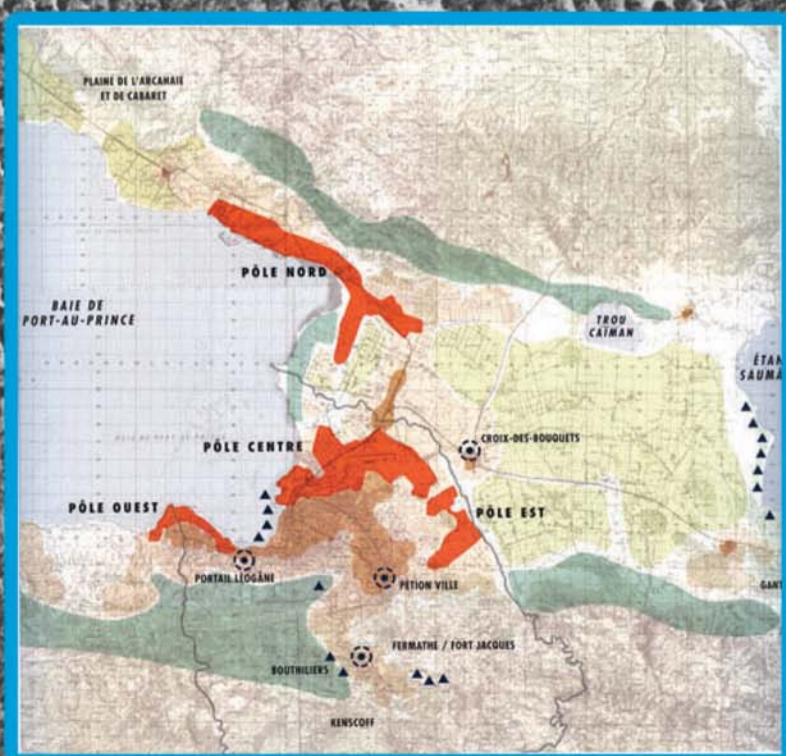 PLAINE DE L'ARCAHAIE
ET DE CABARET
PÔLE NORD
BAIE DE
PORT-AU-PRINCE
TROU
CAÏMAN
ÉTAN
SAUMÂ
CROIX-DES-BOUQUETS
PÔLE CENTRE
PÔLE OUEST
PÔLE EST
PORTAIL LÉOGÂNE
PÉTION VILLE
GANT
FERMATHE / FORT JACQUES
BOUTHILIERS
KENSCOFF